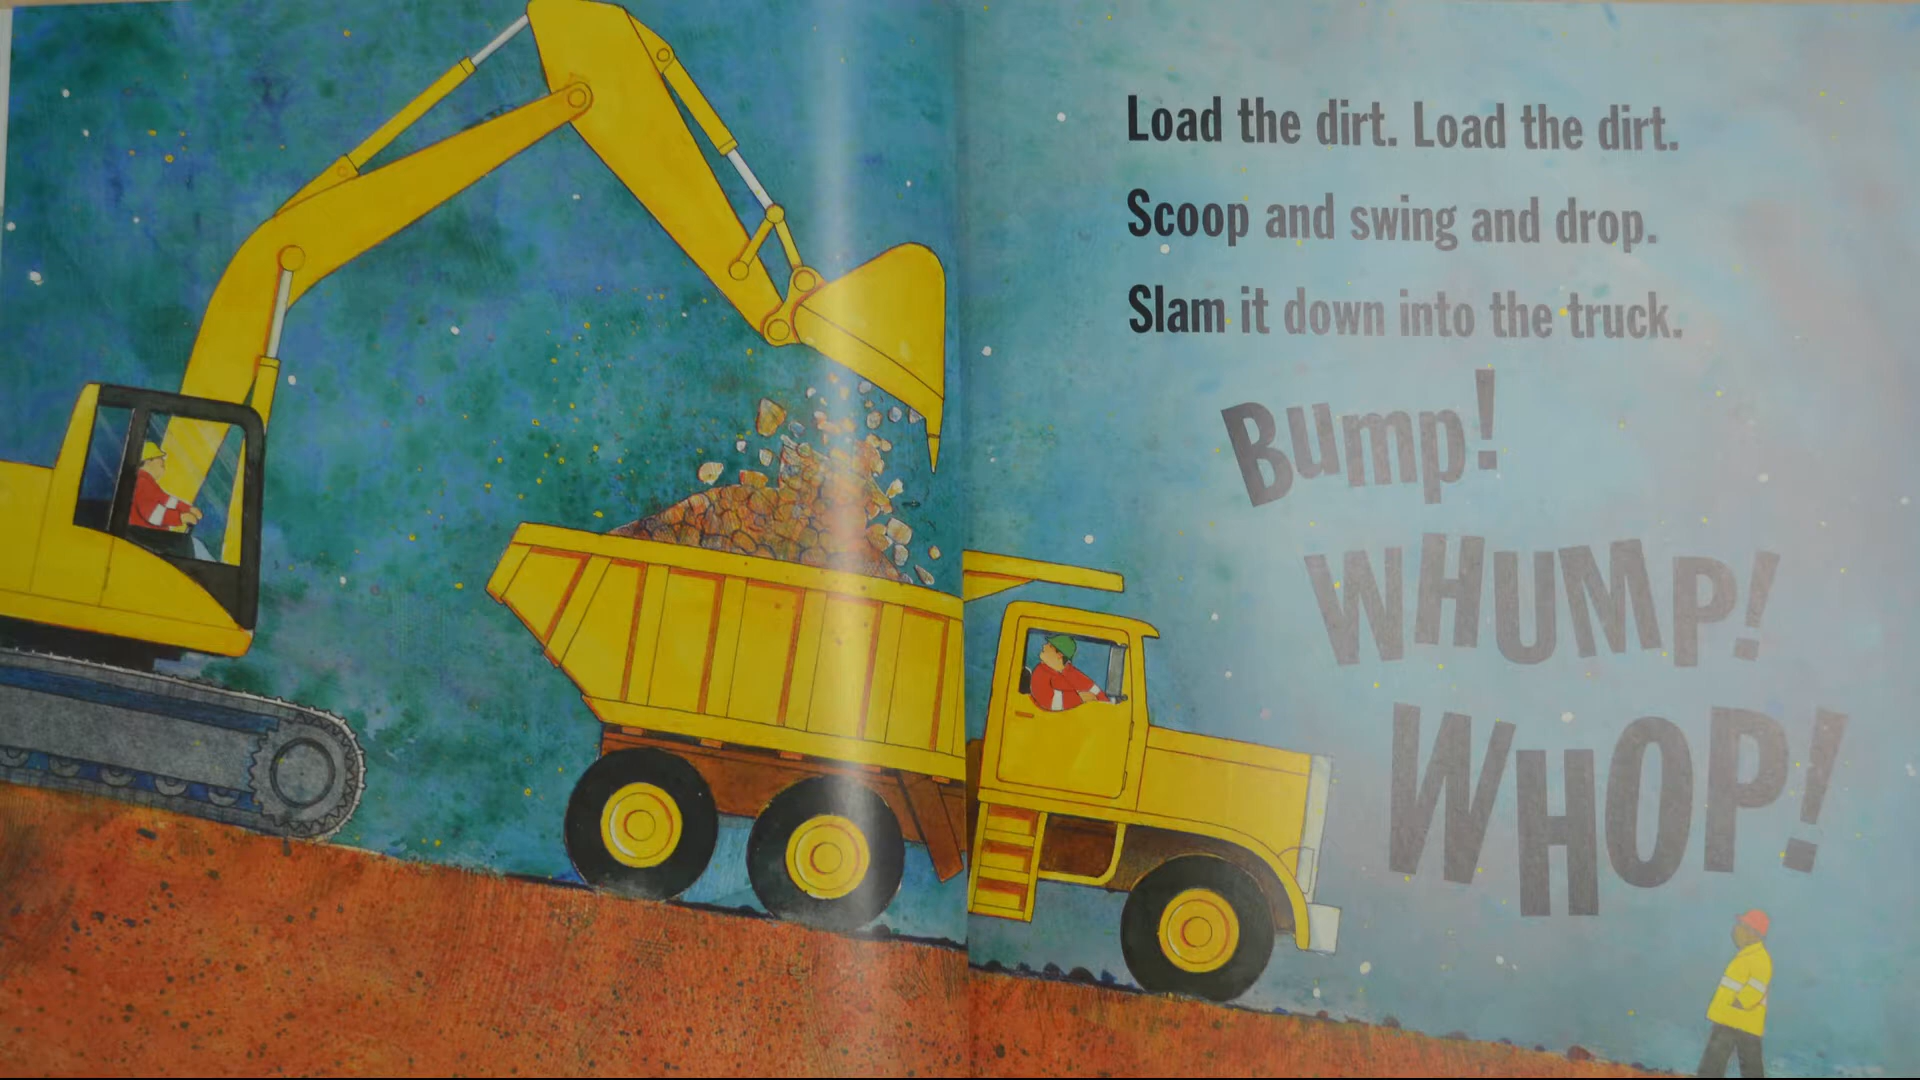 Load the dirt. Load the dirt.
Scoop and swing and drop.
Slam it down into the truck.
Bump!
WHUMP!
WHOP!